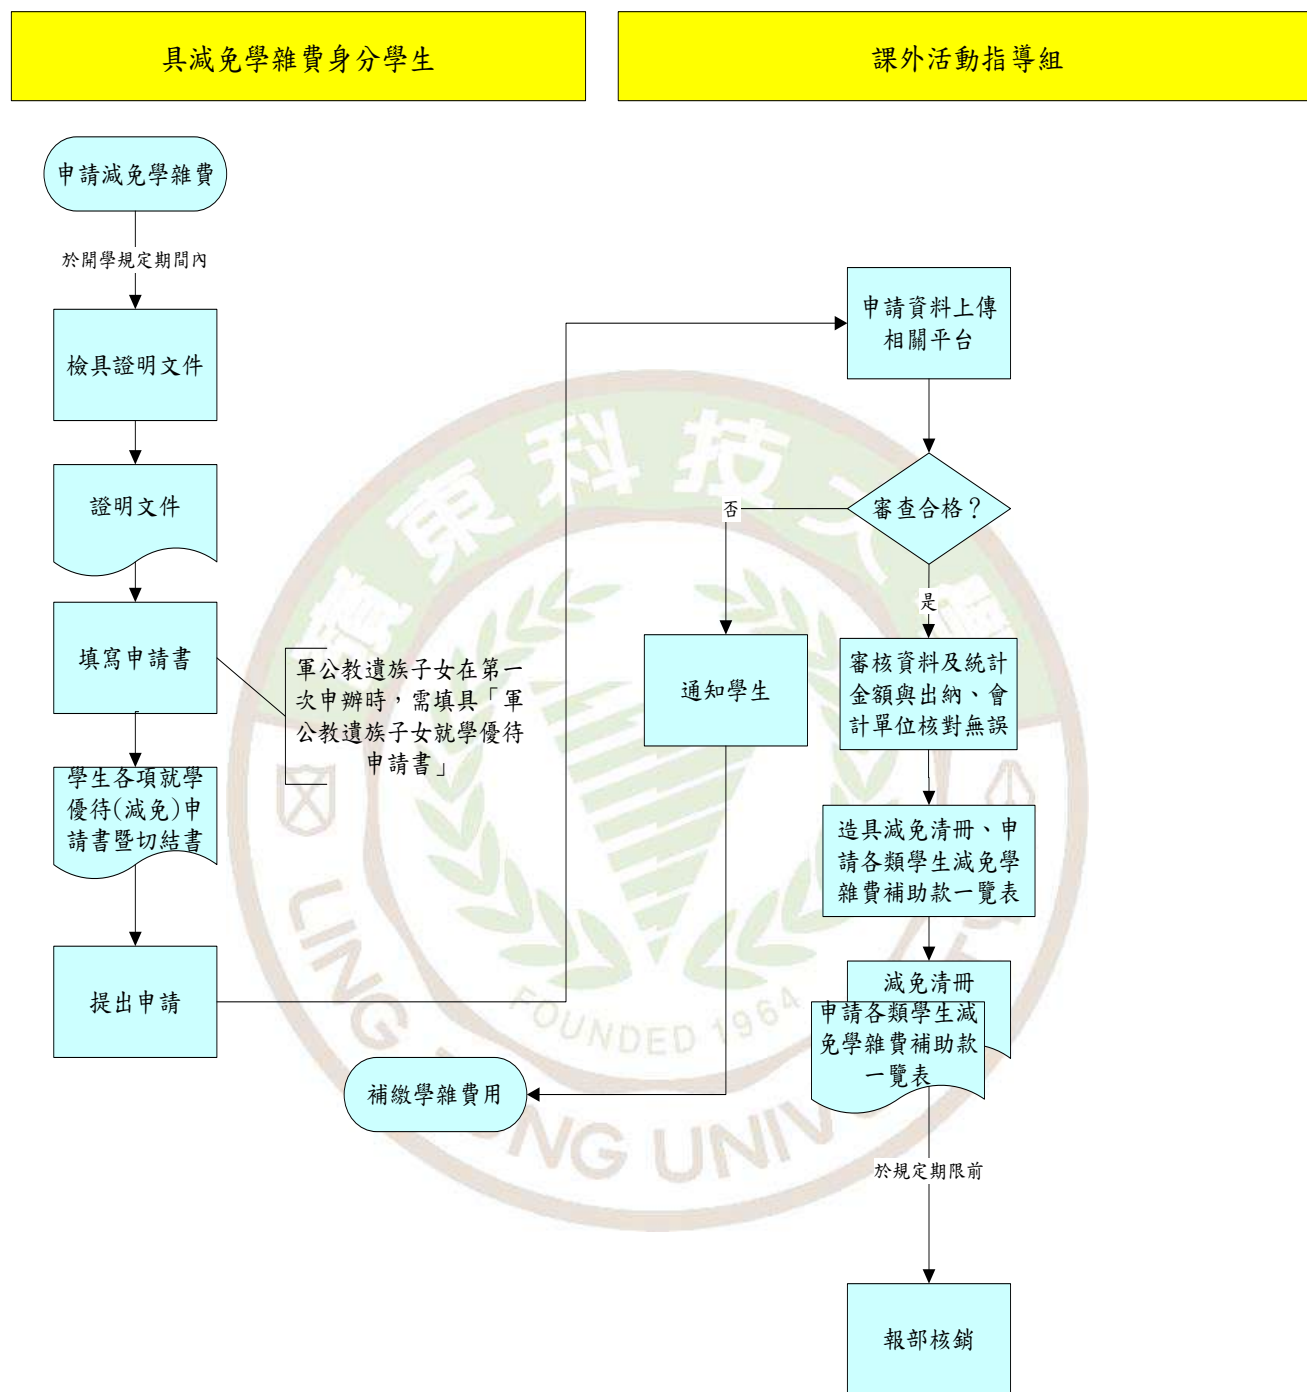 具減免學雜費身分學生
課外活動指導組
申請減免學雜費
於開學規定期間內
檢具證明文件
證明文件
填寫申請書
軍公教遺族子女在第一
次申辦時，需填具「軍
公教遺族子女就學優待
申請書」
學生各項就學
優待(減免)申
請書暨切結書
提出申請
申請資料上傳
相關平台
審查合格？
否
是
通知學生
補繳學雜費用
審核資料及統計
金額與出納、會
計單位核對無誤
造具減免清冊、申
請各類學生減免學
雜費補助款一覽表
減免清冊
申請各類學生減
免學雜費補助款
一覽表
於規定期限前
報部核銷
東科技大
LING
UNG UNIV
FOUNDED 1964